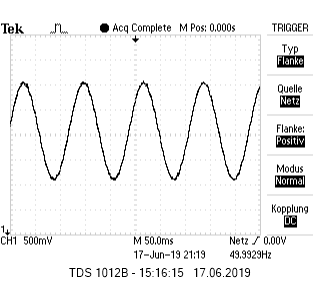 Tek Acq Complete M Pos: 0.000s TRIGGER
Typ
Flanke
Quelle
Netz
Flanke:
Positiv
Modus
Normal
Kopplung
DC
1
CH1 500mV M 50.0ms Netz 0.00V
17-Jun-19 21:19 49.9929Hz
TDS 1012B - 15:16:15 17.06.2019